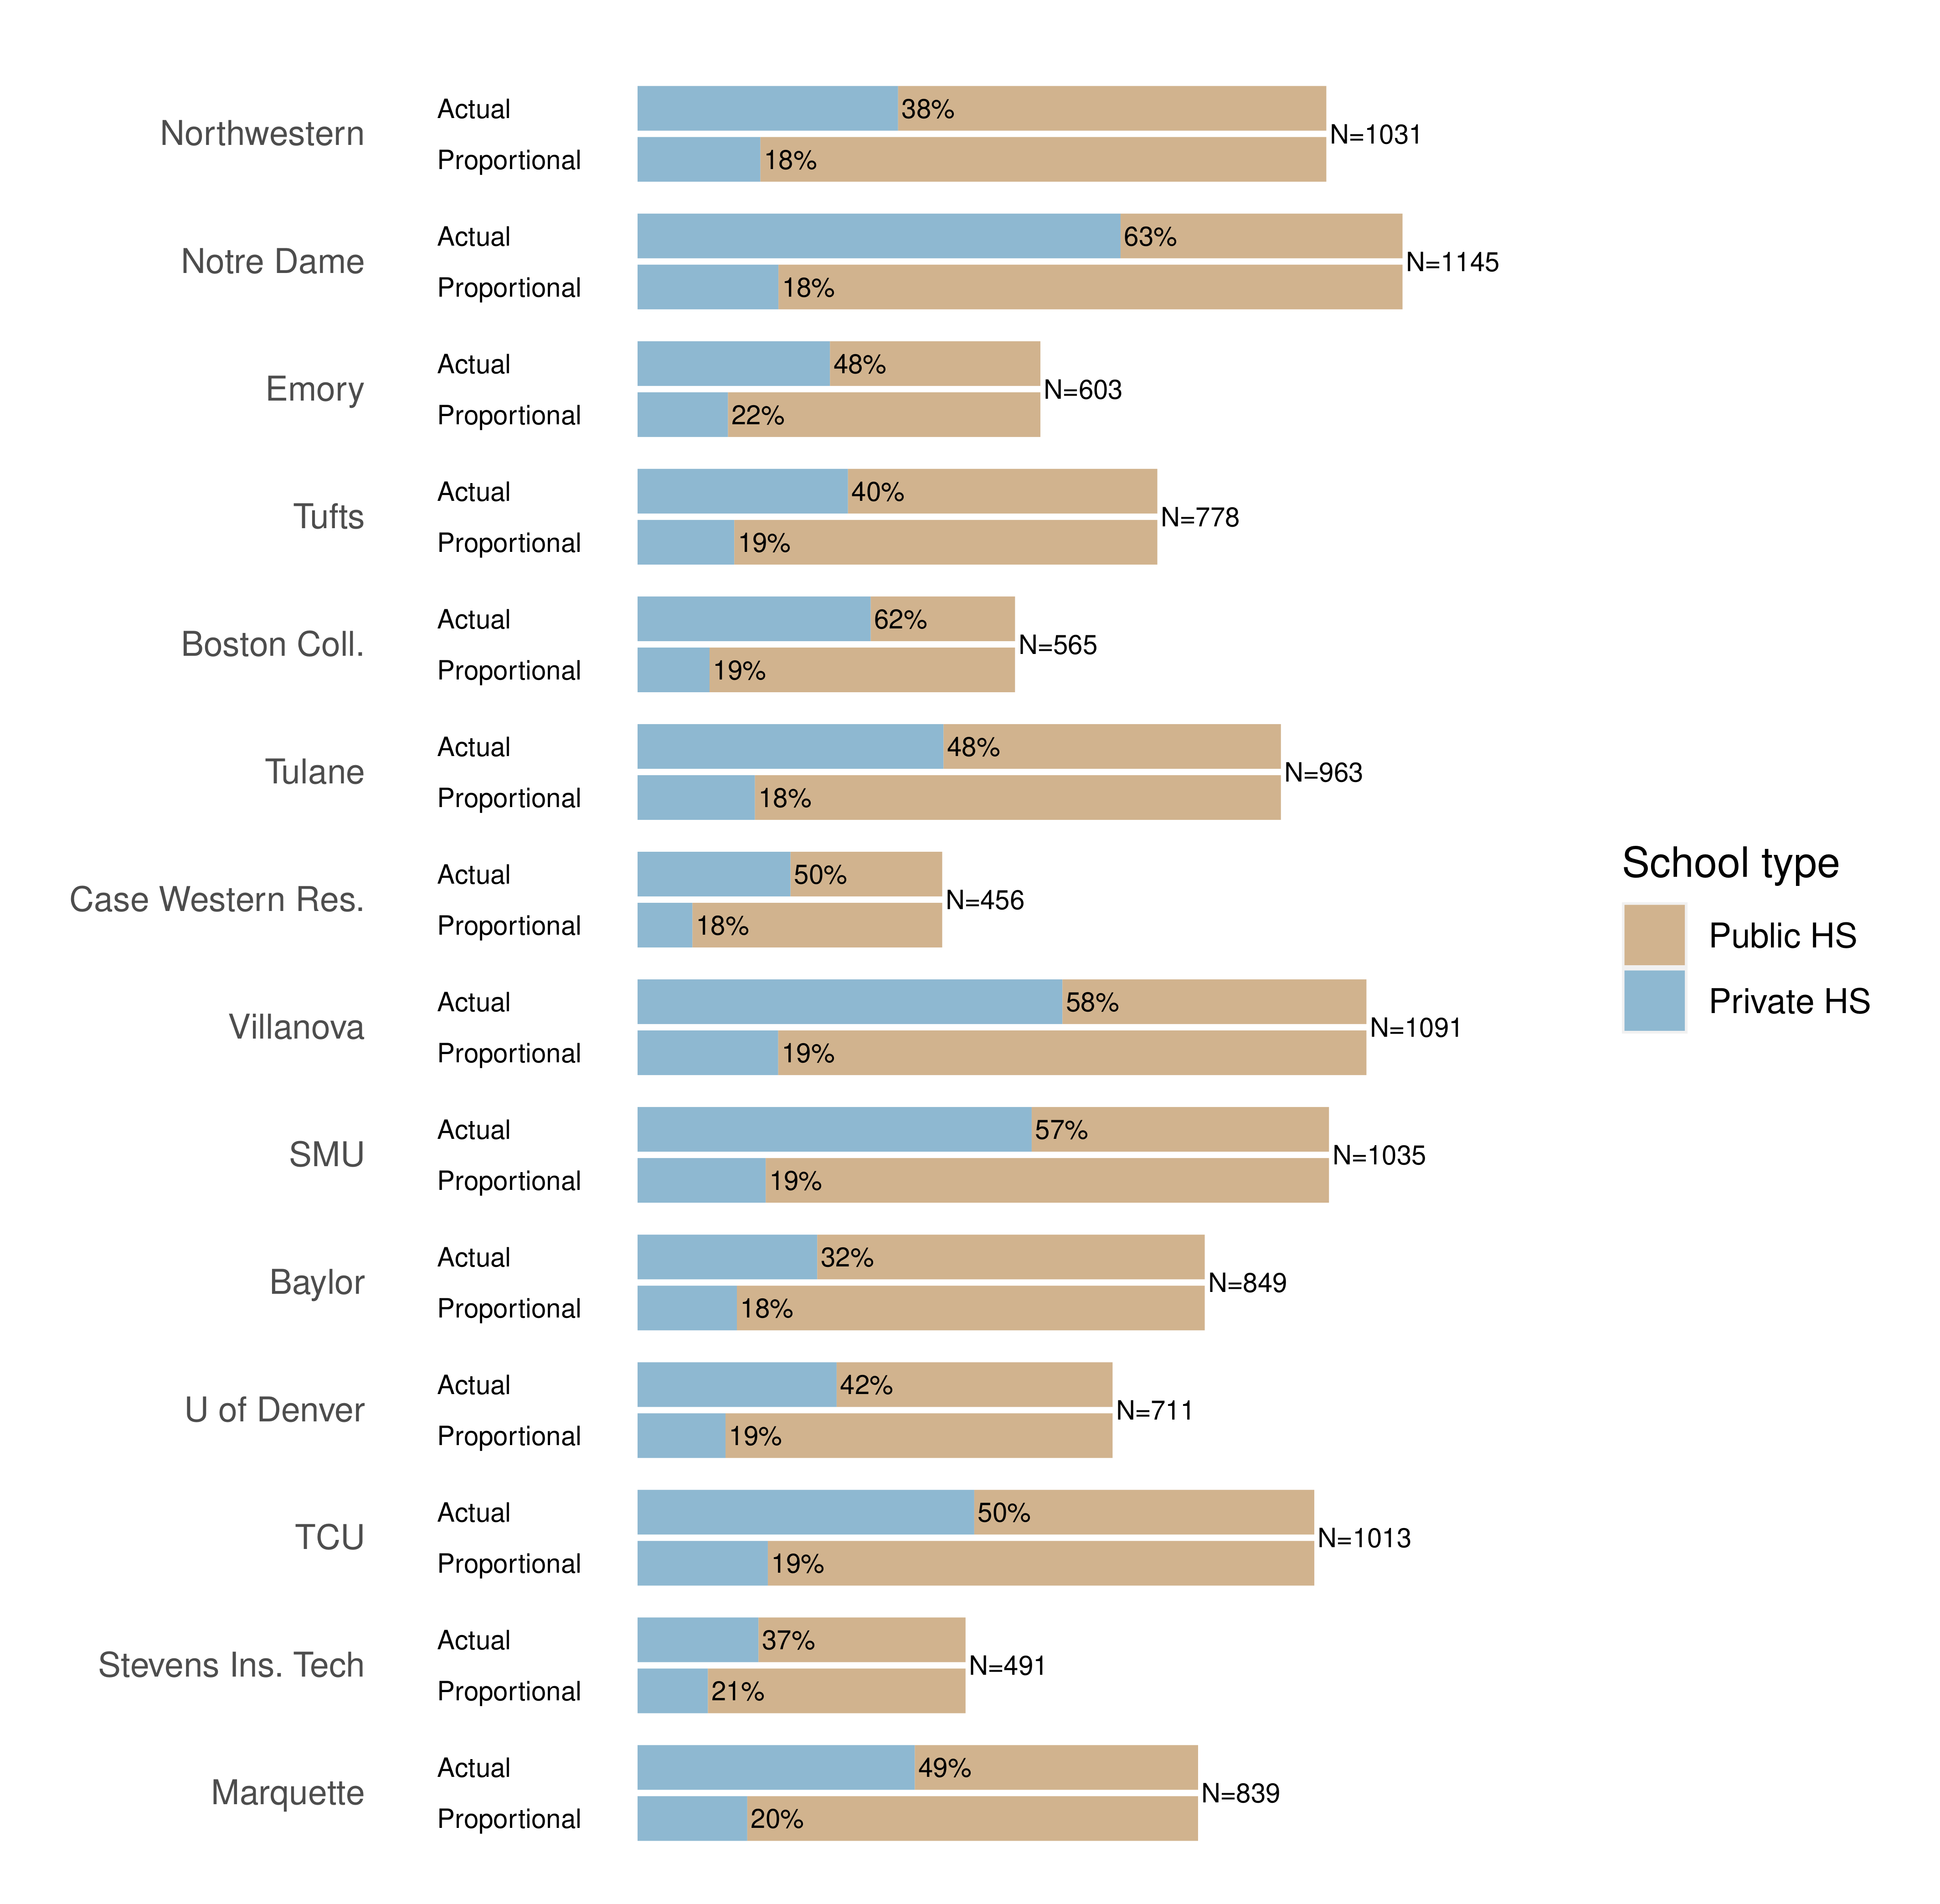 Actual
38%
Northwestern
N=1031
Proportional
18%
Actual
63%
Notre Dame
N=1145
Proportional
18%
Actual
48%
Emory
N=603
Proportional
22%
Actual
40%
Tufts
N=778
Proportional
19%
Actual
62%
Boston Coll.
N=565
Proportional
19%
Actual
48%
Tulane
N=963
Proportional
18%
Actual
50%
Case Western Res.
N=456
Proportional
18%
Actual
58%
Villanova
N=1091
Proportional
19%
Actual
57%
SMU
N=1035
Proportional
19%
Actual
32%
Baylor
N=849
Proportional
18%
Actual
42%
U of Denver
N=711
Proportional
19%
Actual
50%
TCU
N=1013
Proportional
19%
Actual
37%
Stevens Ins. Tech
N=491
Proportional
21%
Actual
49%
Marquette
N=839
Proportional
20%
School type
Public HS
Private HS